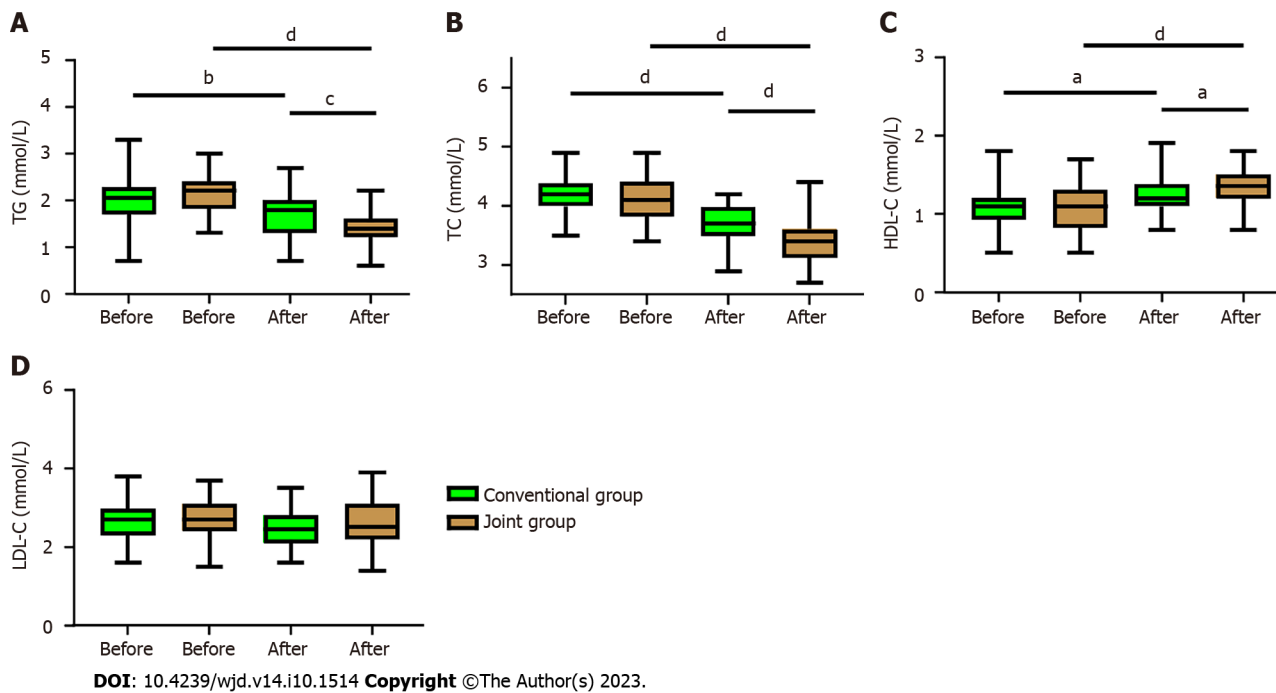 A
TG (mmol/L)
5
4
3
2
1
0
d
b
c
Before Before After After
B
TC (mmol/L)
6
5
4
3
d
d
d
Before Before After After
C
HDL-C (mmol/L)
3
2
1
0
d
a
a
Before Before After After
D
LDL-C (mmol/L)
6
4
2
0
Before Before After After
Conventional group
Joint group
DOI: 10.4239/wjd.v14.i10.1514 Copyright ©The Author(s) 2023.